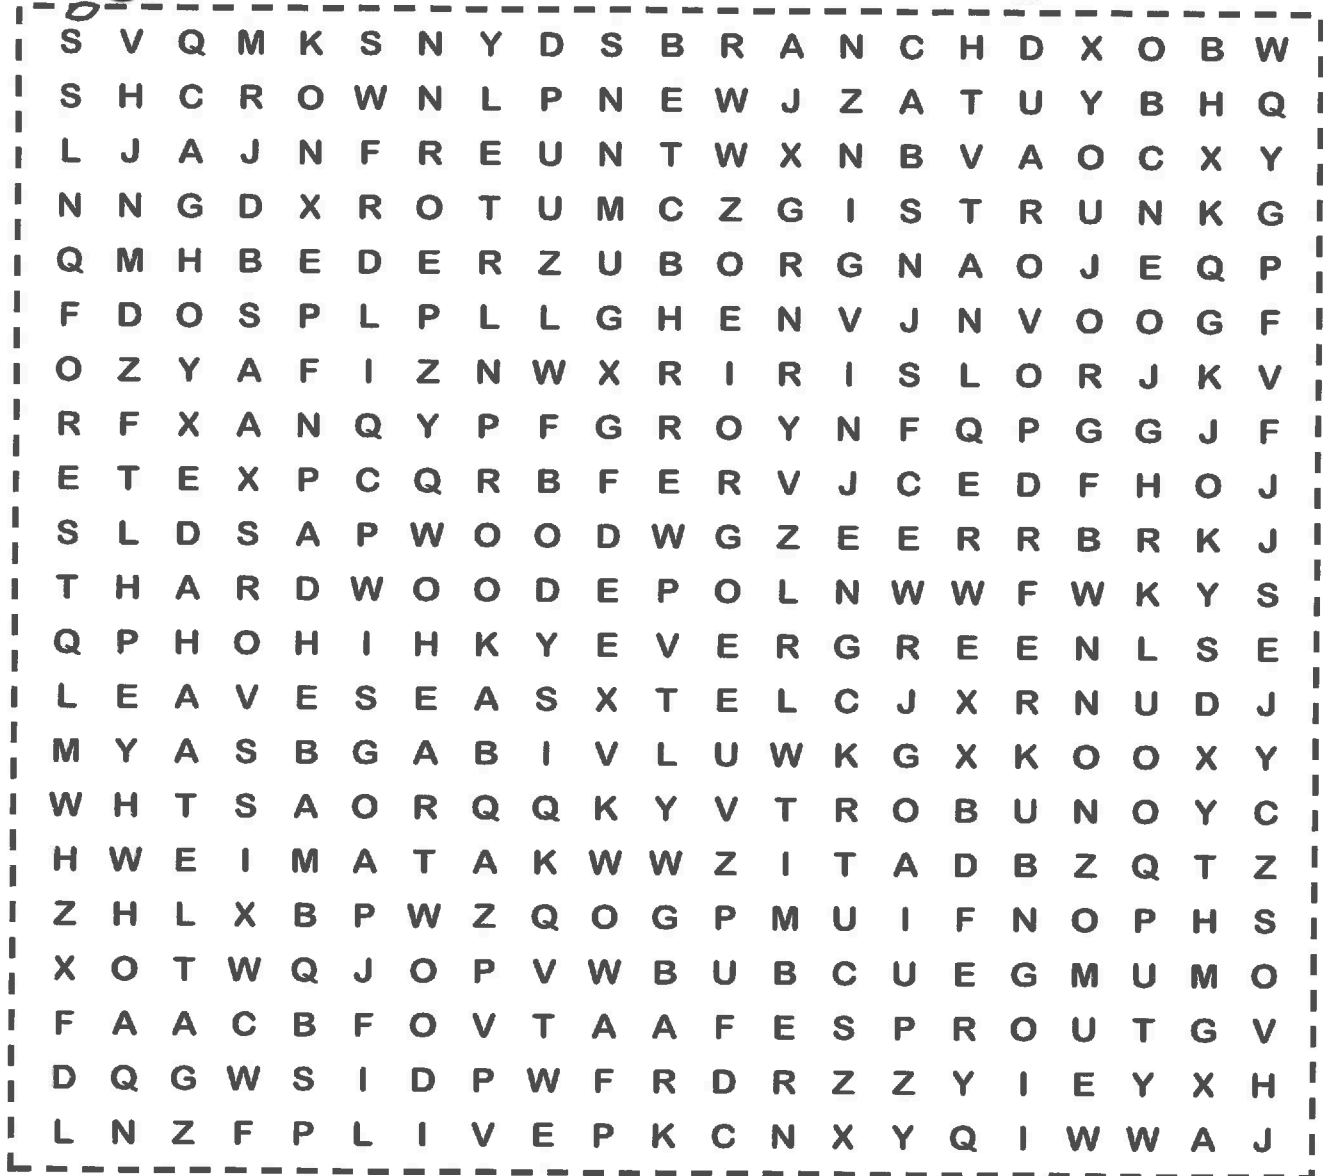 S V Q M K S N Y D S B R A N C H D X O B W
S H C R O W N L P N E W J Z A T U Y B H Q
L J A J N F R E U N T W X N B V A O C X Y
N N G D X R O T U M C Z G I S T R U N K G
Q M H B E D E R Z U B O R G N A O J E Q P
F D O S P L P L L G H E N V J N V O O G F
O Z Y A F I Z N W X R I R I S L O R J K V
R F X A N Q Y P F G R O Y N F Q P G G J F
E T E X P C Q R B F E R V J C E D F H O J
S L D S A P W O O D W G Z E E R R B R K J
T H A R D W O O D E P O L N W W F W K Y S
Q P H O H I H K Y E V E R G R E E N L S E
L E A V E S E A S X T E L C J X R N U D J
M Y A S B G A B I V L U W K G X K O O X Y
W H T S A O R Q Q K Y V T R O B U N O Y C
H W E I M A T A K W W Z I T A D B Z Q T Z
Z H L X B P W Z Q O G P M U I F N O P H S
X O T W Q J O P V W B U B C U E G M U M O
F A A C B F O V T A A F E S P R O U T G V
D Q G W S I D P W F R D R Z Z Y I E Y X H
L N Z F P L I V E P K C N X Y Q I W W A J